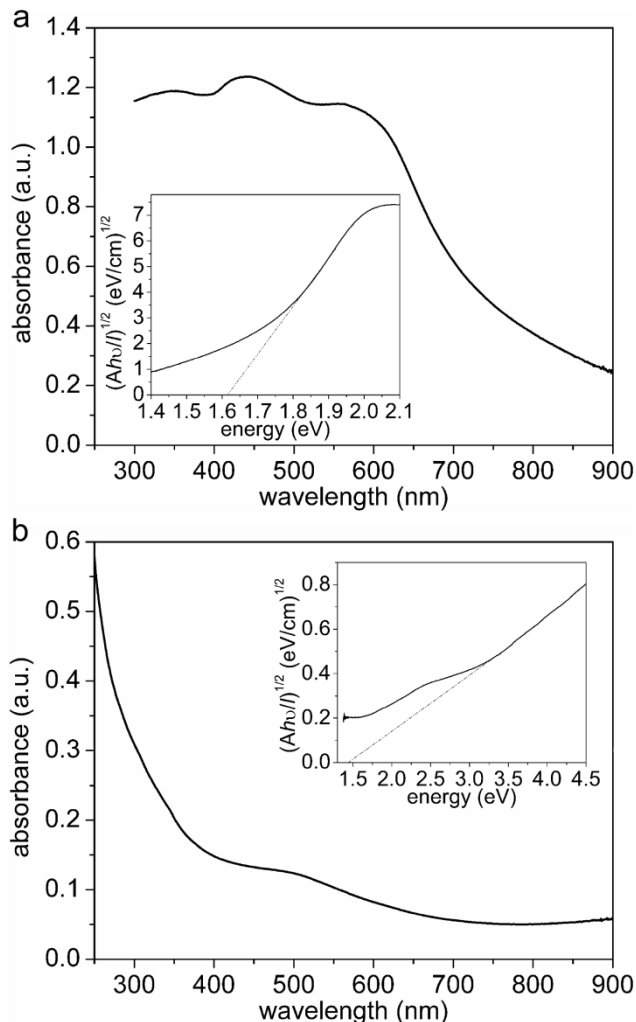 a
1.4
1.2
1.0
0.8
0.6
0.4
0.2
0.0
absorbance (a.u.)
300 400 500 600 700 800 900
wavelength (nm)
7
6
5
4
3
2
1
0
(Ahυ/l)^1/2 (eV/cm)^1/2
1.4 1.5 1.6 1.7 1.8 1.9 2.0 2.1
energy (eV)
b
0.6
0.5
0.4
0.3
0.2
0.1
0.0
absorbance (a.u.)
300 400 500 600 700 800 900
wavelength (nm)
0.8
0.6
0.4
0.2
0.0
(Ahυ/l)^1/2 (eV/cm)^1/2
1.5 2.0 2.5 3.0 3.5 4.0 4.5
energy (eV)